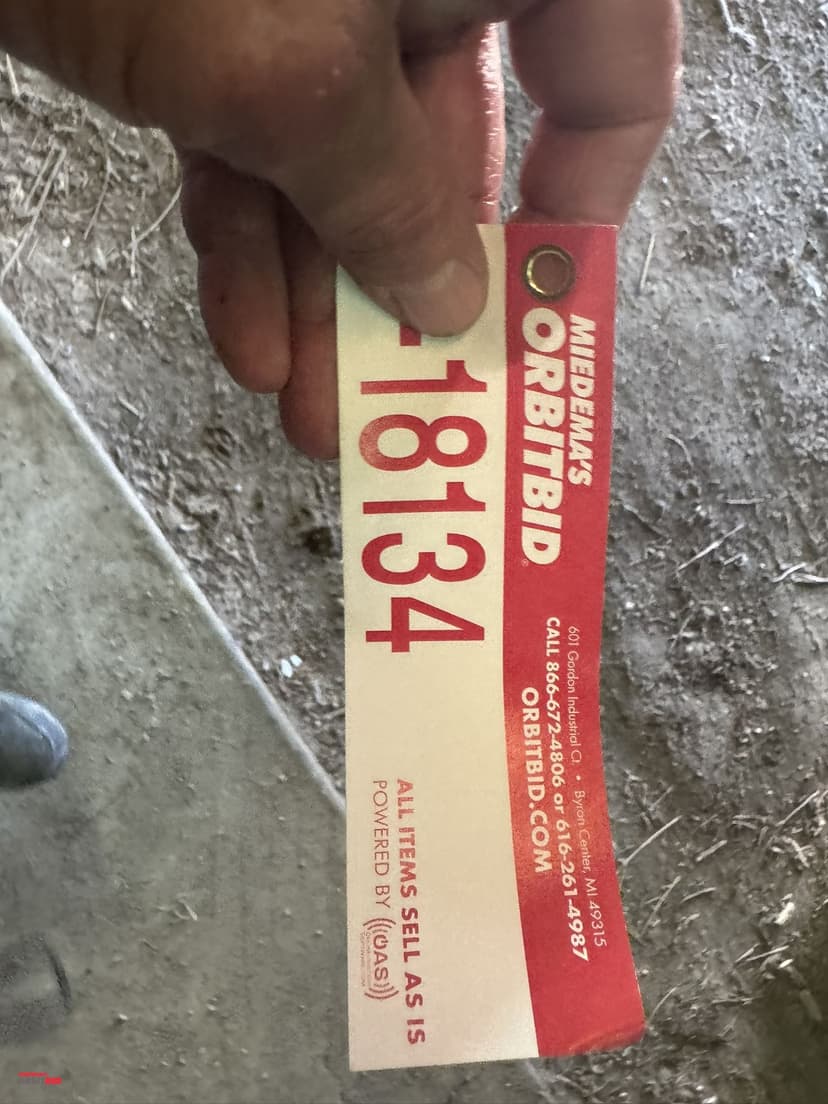 MIEDEMA'S
ORBITBID®
601 Gordon Industrial Ct. • Byron Center, MI 49315
CALL 866-672-4806 or 616-261-4987
ORBITBID.COM
-18134
ALL ITEMS SELL AS IS
POWERED BY (((OAS)))